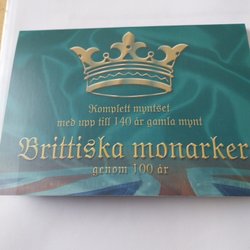 Komplett myntset
med upp till 140 år gamla mynt
Brittiska monarker
genom 100 år